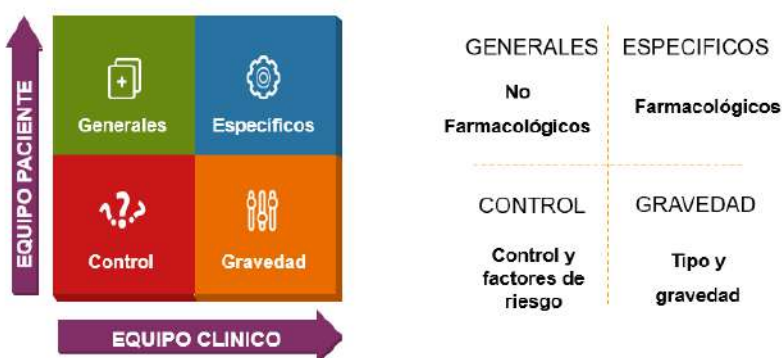 EQUIPO PACIENTE
Generales
Específicos
Control
Gravedad
EQUIPO CLINICO
GENERALES
ESPECIFICOS
No
Farmacológicos
Farmacológicos
CONTROL
GRAVEDAD
Control y
factores de
riesgo
Tipo y
gravedad